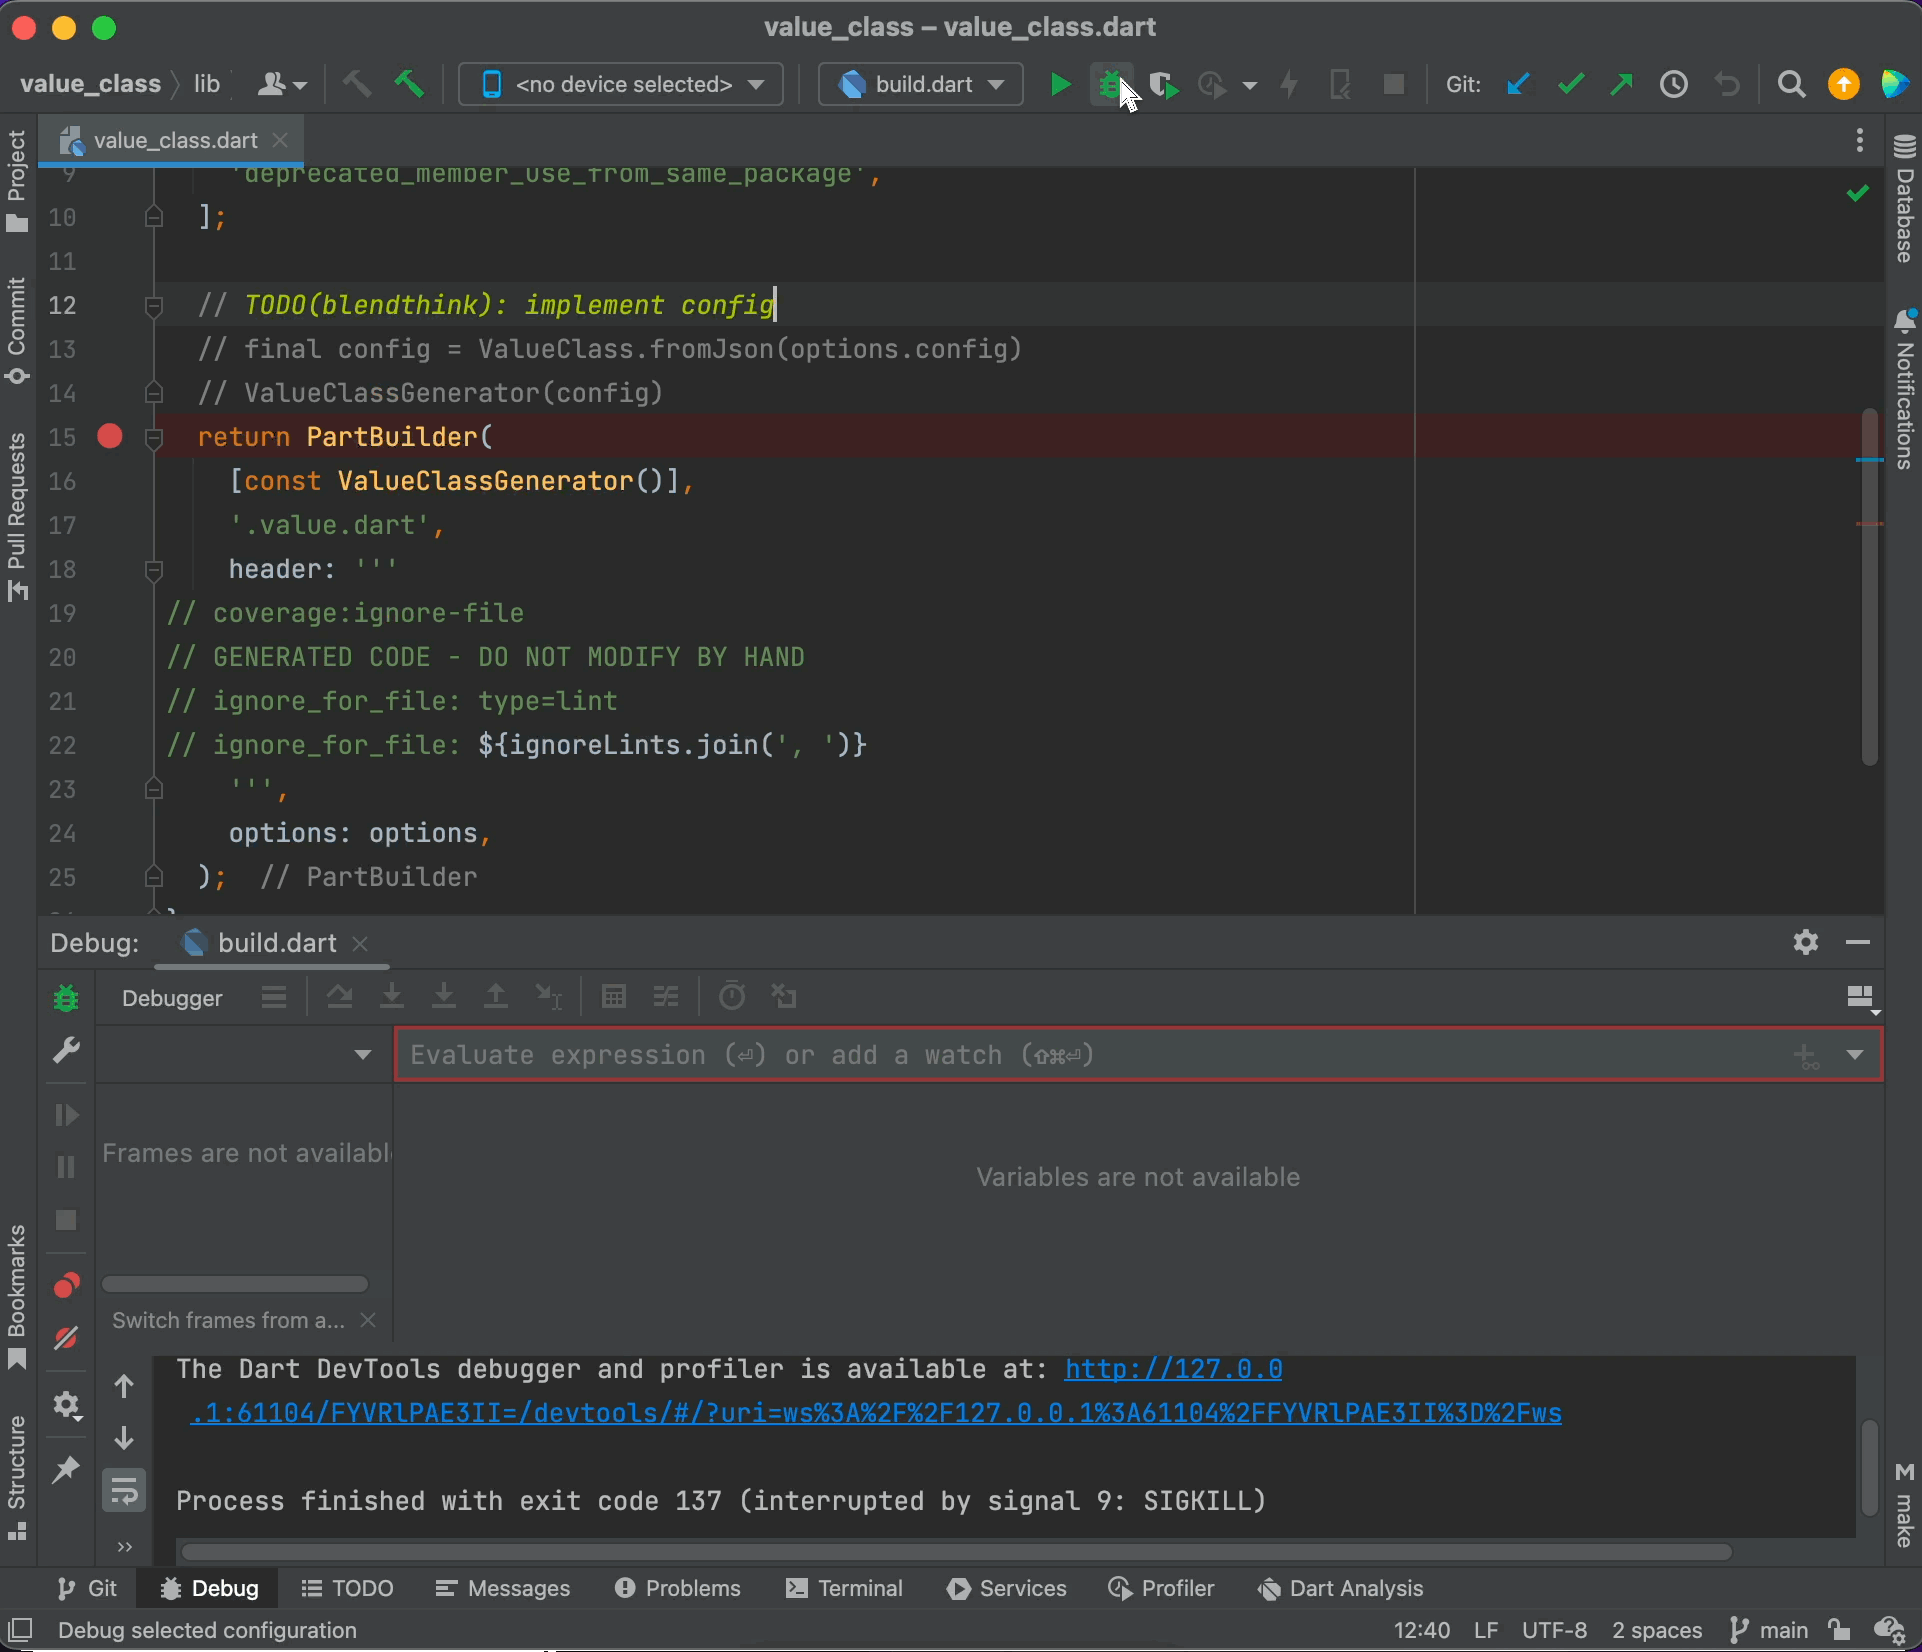 value_class – value_class.dart
value_class lib <no device selected> build.dart Git:
value_class.dart
Project
Commit
Pull Requests
Bookmarks
Structure
Database
Notifications
make
9 'deprecated_member_use_from_same_package',
10 ];
11
12 // TODO(blendthink): implement config
13 // final config = ValueClass.fromJson(options.config)
14 // ValueClassGenerator(config)
15 return PartBuilder(
16 [const ValueClassGenerator()],
17 '.value.dart',
18 header: '''
19 // coverage:ignore-file
20 // GENERATED CODE - DO NOT MODIFY BY HAND
21 // ignore_for_file: type=lint
22 // ignore_for_file: ${ignoreLints.join(', ')}
23 ''',
24 options: options,
25 ); // PartBuilder
}
Debug: build.dart
Debugger
Evaluate expression (⏎) or add a watch (⇧⌘⏎)
Frames are not availabl
Variables are not available
Switch frames from a...
The Dart DevTools debugger and profiler is available at: http://127.0.0
.1:61104/FYVRlPAE3II=/devtools/#/?uri=ws%3A%2F%2F127.0.0.1%3A61104%2FFYVRlPAE3II%3D%2Fws
Process finished with exit code 137 (interrupted by signal 9: SIGKILL)
Git Debug TODO Messages Problems Terminal Services Profiler Dart Analysis
Debug selected configuration 12:40 LF UTF-8 2 spaces main